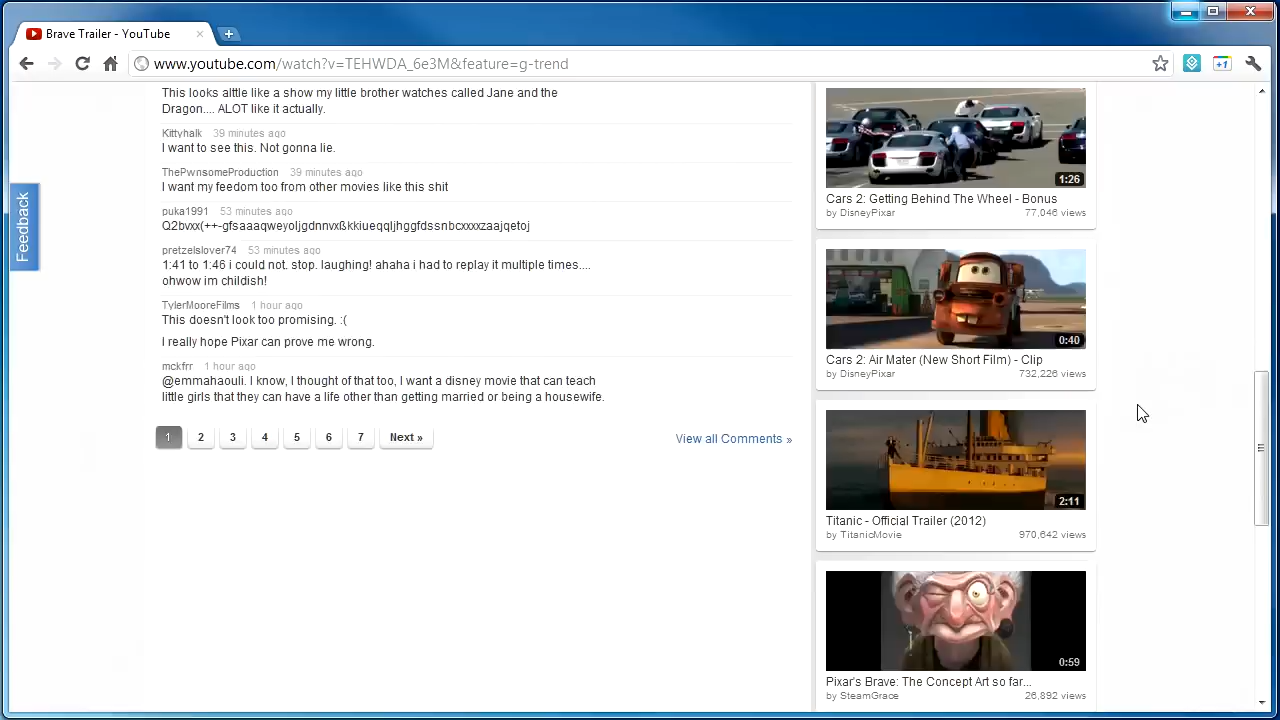 Brave Trailer - YouTube
www.youtube.com/watch?v=TEHWDA_6e3M&feature=g-trend
+1
Feedback
This looks alttle like a show my little brother watches called Jane and the
Dragon.... ALOT like it actually.
Kittyhalk 39 minutes ago
I want to see this. Not gonna lie.
ThePwnsomeProduction 39 minutes ago
I want my feedom too from other movies like this shit
puka1991 53 minutes ago
Q2bvxx(++-gfsaaaqweyoljgdnnvxßkkiueqqljhggfdssnbcxxxxzaajqetoj
pretzelslover74 53 minutes ago
1:41 to 1:46 i could not. stop. laughing! ahaha i had to replay it multiple times....
ohwow im childish!
TylerMooreFilms 1 hour ago
This doesn't look too promising. :(
I really hope Pixar can prove me wrong.
mckfrr 1 hour ago
@emmahaouli. I know, I thought of that too, I want a disney movie that can teach
little girls that they can have a life other than getting married or being a housewife.
1 2 3 4 5 6 7 Next »
View all Comments »
1:26
Cars 2: Getting Behind The Wheel - Bonus
by DisneyPixar 77,046 views
0:40
Cars 2: Air Mater (New Short Film) - Clip
by DisneyPixar 732,226 views
2:11
Titanic - Official Trailer (2012)
by TitanicMovie 970,642 views
0:59
Pixar's Brave: The Concept Art so far...
by SteamGrace 26,892 views